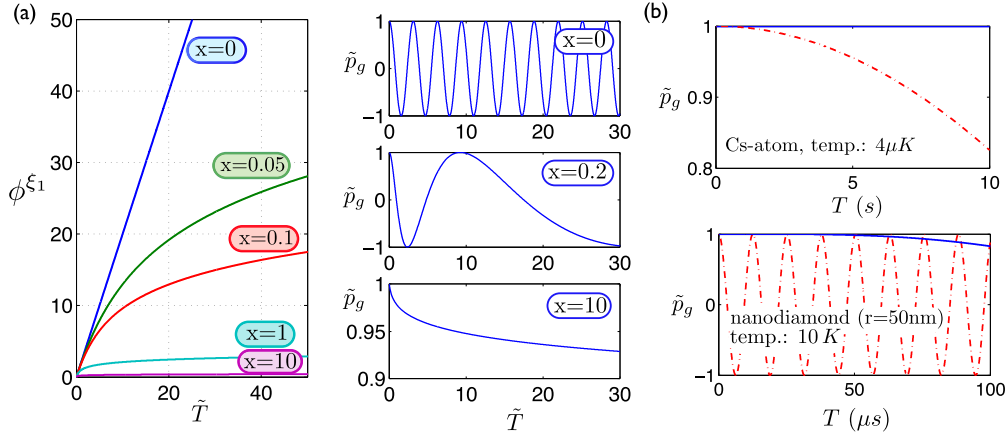 (a)
50
40
30
20
10
0
ϕ^ξ₁
x=0
x=0.05
x=0.1
x=1
x=10
0 20 40
T̃
1
0
−1
p̃_g
x=0
0 10 20 30
1
0
−1
p̃_g
x=0.2
0 10 20 30
1
0.95
0.9
p̃_g
x=10
0 10 20 30
T̃
(b)
1
0.9
0.8
p̃_g
Cs-atom, temp.: 4μK
0 5 10
T (s)
1
0
−1
p̃_g
nanodiamond (r=50nm)
temp.: 10 K
0 50 100
T (μs)